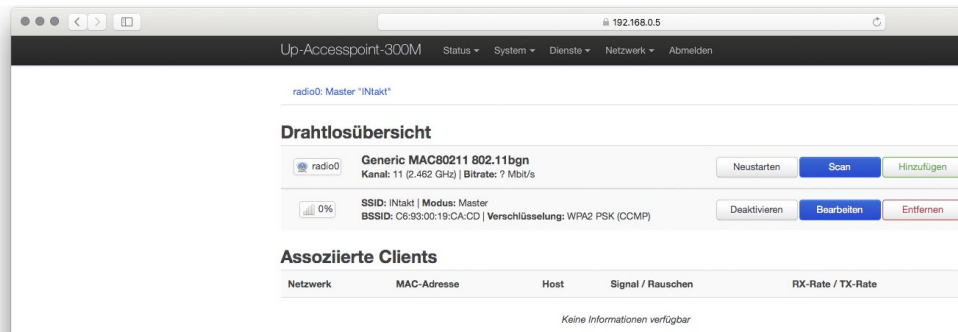 192.168.0.5
Up-Accesspoint-300M Status System Dienste Netzwerk Abmelden
radio0: Master "INtakt"
Drahtlosübersicht
radio0 Generic MAC80211 802.11bgn Neustarten Scan Hinzufügen
Kanal: 11 (2.462 GHz) | Bitrate: ? Mbit/s
0% SSID: INtakt | Modus: Master Deaktivieren Bearbeiten Entfernen
BSSID: C6:93:00:19:CA:CD | Verschlüsselung: WPA2 PSK (CCMP)
Assoziierte Clients
Netzwerk MAC-Adresse Host Signal / Rauschen RX-Rate / TX-Rate
Keine Informationen verfügbar